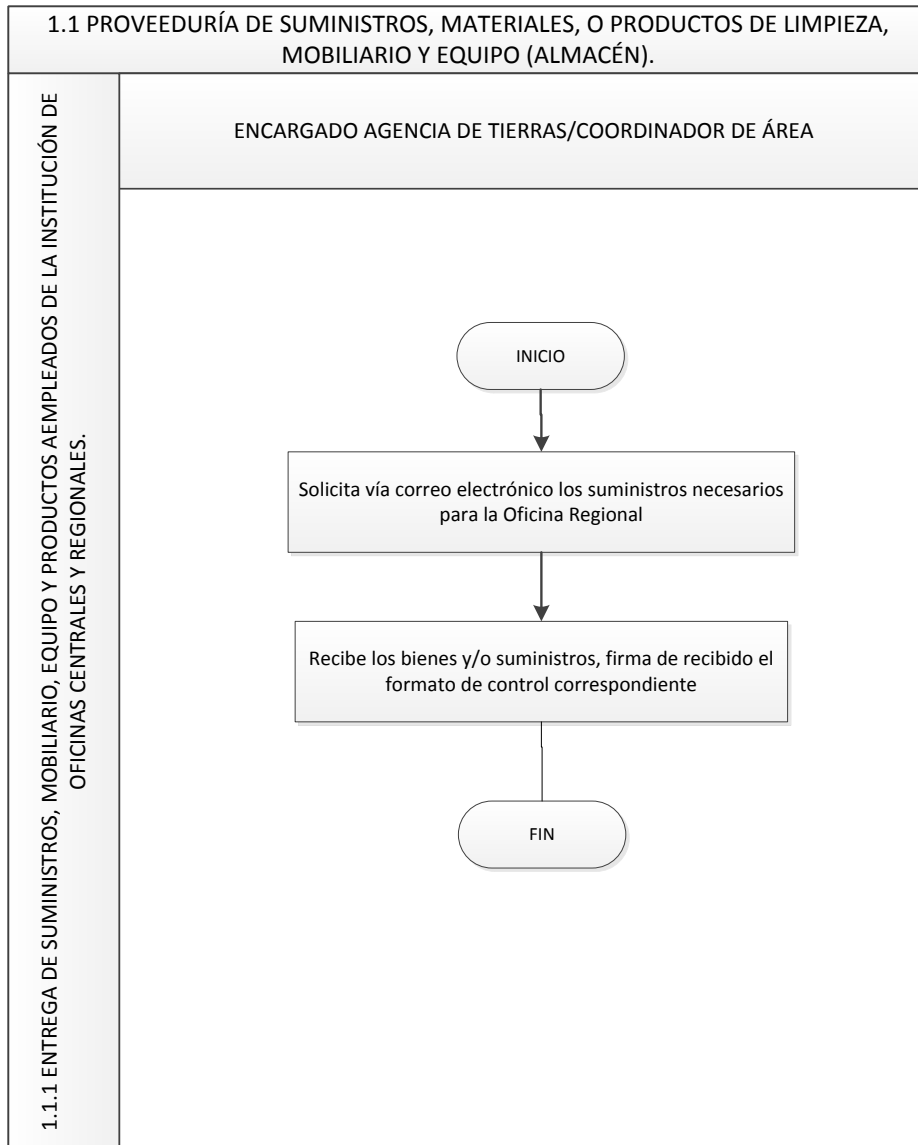 1.1 PROVEEDURÍA DE SUMINISTROS, MATERIALES, O PRODUCTOS DE LIMPIEZA,
MOBILIARIO Y EQUIPO (ALMACÉN).
1.1.1 ENTREGA DE SUMINISTROS, MOBILIARIO, EQUIPO Y PRODUCTOS AEMPLEADOS DE LA INSTITUCIÓN DE
OFICINAS CENTRALES Y REGIONALES.
ENCARGADO AGENCIA DE TIERRAS/COORDINADOR DE ÁREA
INICIO
Solicita vía correo electrónico los suministros necesarios
para la Oficina Regional
Recibe los bienes y/o suministros, firma de recibido el
formato de control correspondiente
FIN